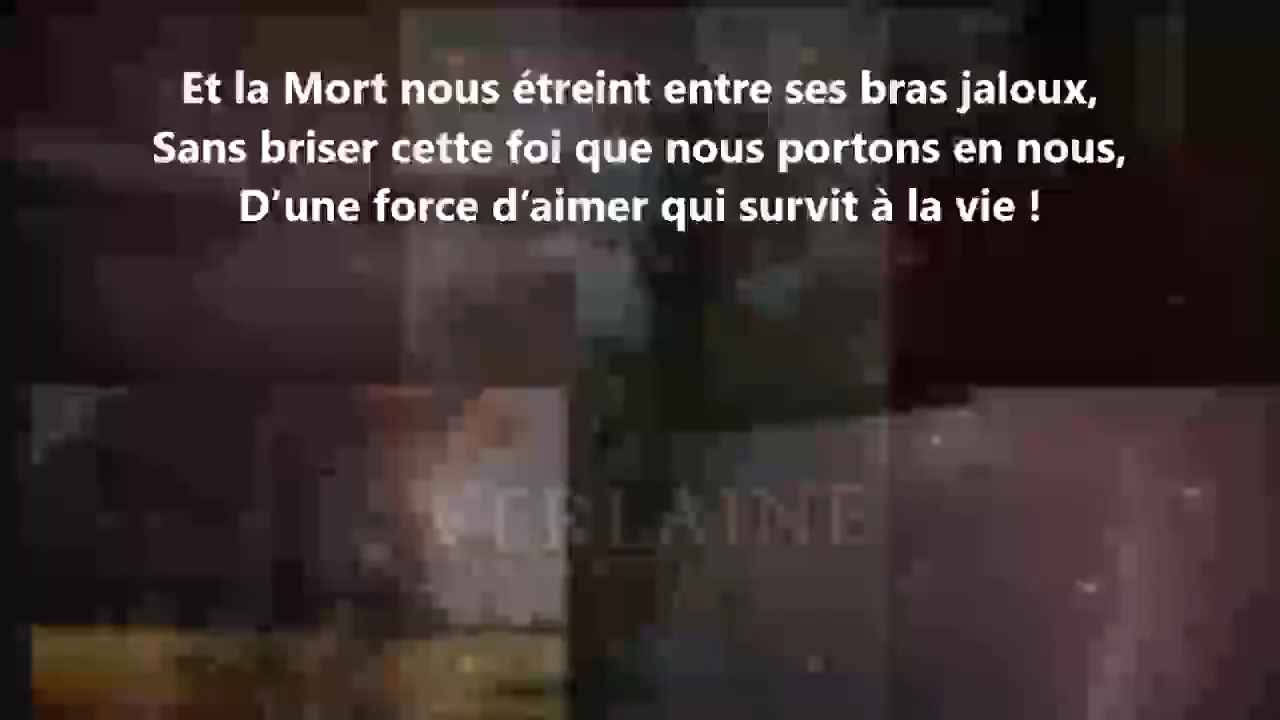 Et la Mort nous étreint entre ses bras jaloux,
Sans briser cette foi que nous portons en nous,
D’une force d’aimer qui survit à la vie !
VERLAINE